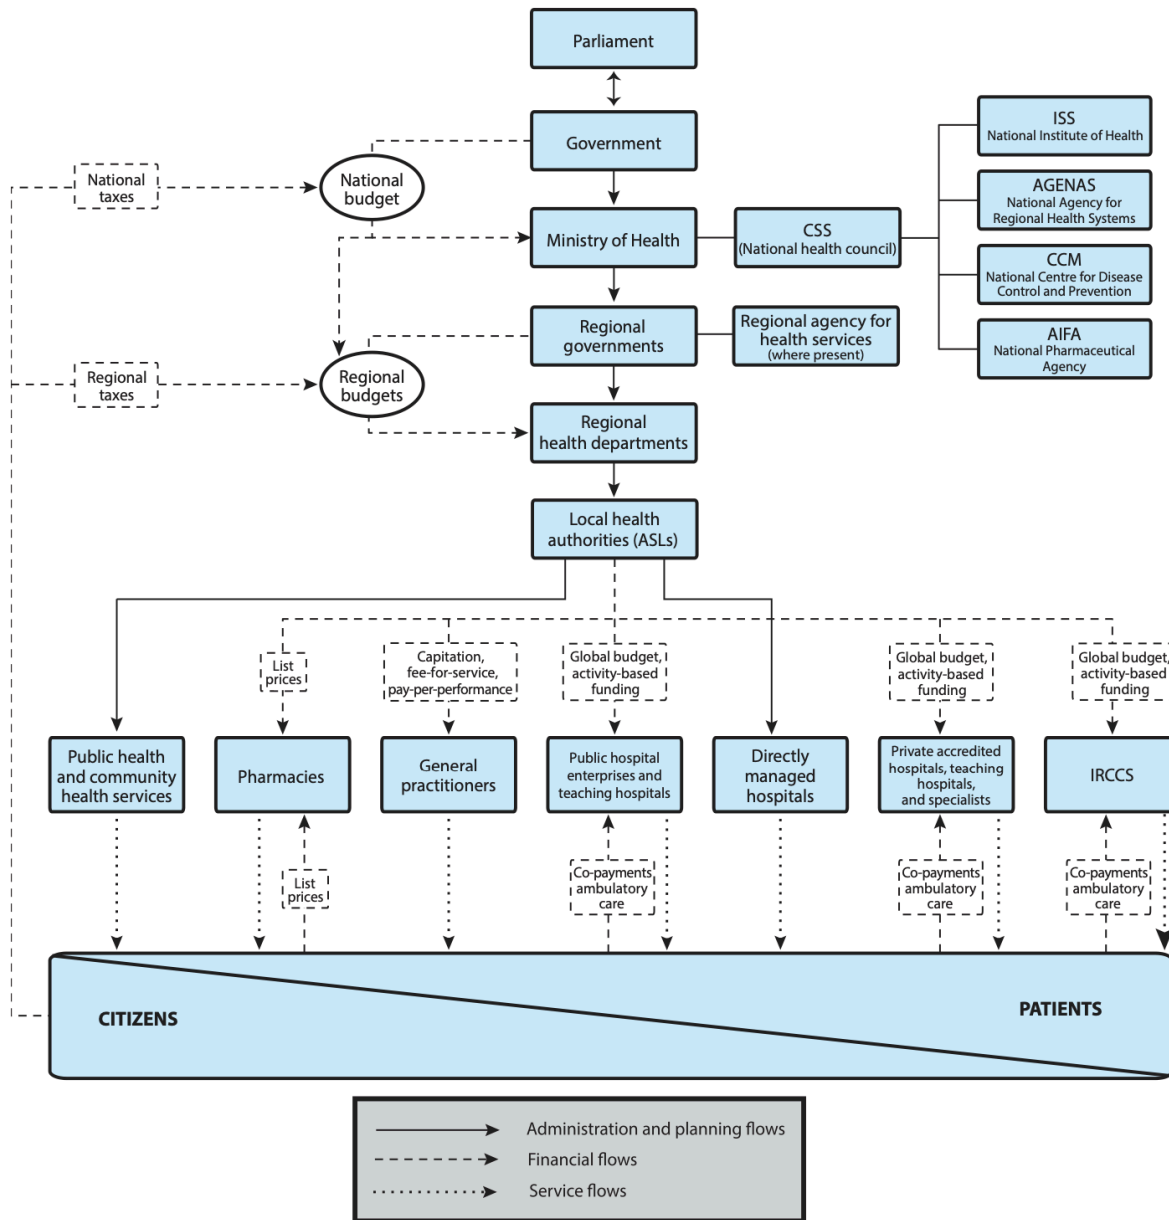 Parliament
Government
ISS
National Institute of Health
National
taxes
National
budget
AGENAS
National Agency for
Regional Health Systems
Ministry of Health
CSS
(National health council)
CCM
National Centre for Disease
Control and Prevention
Regional
governments
Regional agency for
health services
(where present)
AIFA
National Pharmaceutical
Agency
Regional
taxes
Regional
budgets
Regional
health departments
Local health
authorities (ASLs)
List
prices
Capitation,
fee-for-service,
pay-per-performance
Global budget,
activity-based
funding
Global budget,
activity-based
funding
Global budget,
activity-based
funding
Public health
and community
health services
Pharmacies
General
practitioners
Public hospital
enterprises and
teaching hospitals
Directly
managed
hospitals
Private accredited
hospitals, teaching
hospitals,
and specialists
IRCCS
List
prices
Co-payments
ambulatory
care
Co-payments
ambulatory
care
Co-payments
ambulatory
care
CITIZENS
PATIENTS
Administration and planning flows
Financial flows
Service flows